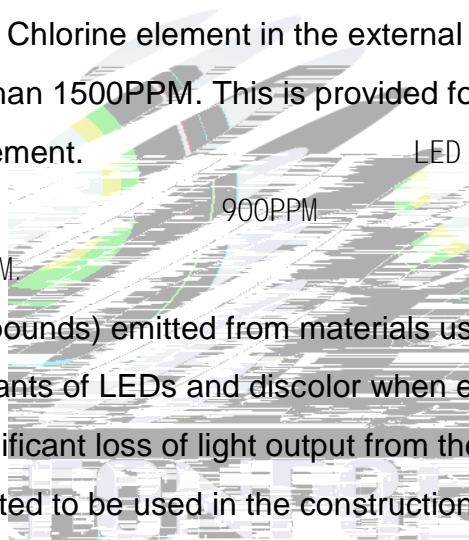 Chlorine element in the external
han 1500PPM. This is provided fo
ement. LED
900PPM
M.
ounds) emitted from materials us
ants of LEDs and discolor when e
ificant loss of light output from the
ted to be used in the construction